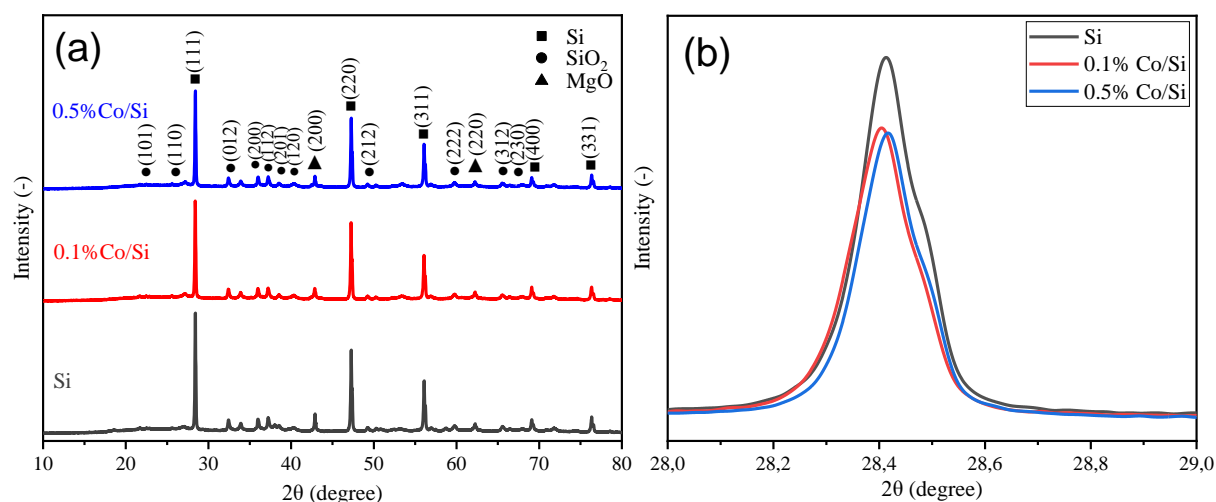 (a)
■ Si
● SiO₂
▲ MgO
0.5%Co/Si
0.1%Co/Si
Si
(101)
(110)
(111)
(012)
(200)
(112)
(201)
(120)
(200)
(220)
(212)
(311)
(222)
(220)
(312)
(230)
(400)
(331)
Intensity (-)
10 20 30 40 50 60 70 80
2θ (degree)
(b)
Si
0.1% Co/Si
0.5% Co/Si
Intensity (-)
28,0 28,2 28,4 28,6 28,8 29,0
2θ (degree)